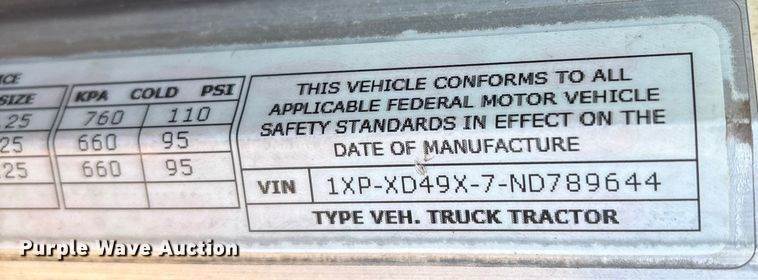 ICE
SIZE KPA COLD PSI
.25 760 110
25 660 95
25 660 95
THIS VEHICLE CONFORMS TO ALL
APPLICABLE FEDERAL MOTOR VEHICLE
SAFETY STANDARDS IN EFFECT ON THE
DATE OF MANUFACTURE
VIN 1XP-XD49X-7-ND789644
TYPE VEH. TRUCK TRACTOR
Purple Wave Auction